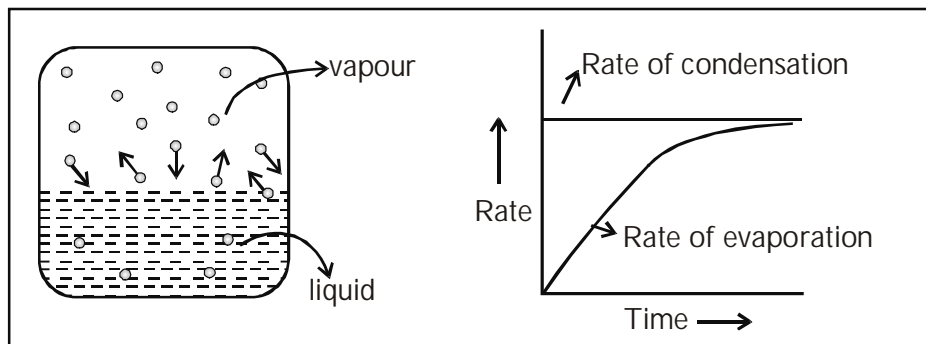 vapour
liquid
Rate of condensation
Rate
Rate of evaporation
Time